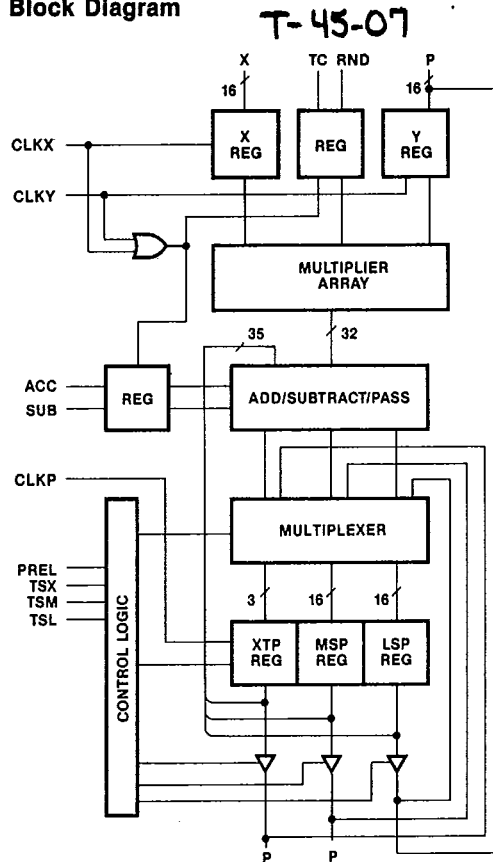 Block Diagram
T-45-07
X TC RND P
16 16
X REG
REG
Y REG
CLKX
CLKY
MULTIPLIER ARRAY
35 32
ACC
SUB
REG
ADD/SUBTRACT/PASS
CLKP
MULTIPLEXER
PREL
TSX
TSM
TSL
CONTROL LOGIC
3 16 16
XTP REG
MSP REG
LSP REG
P P